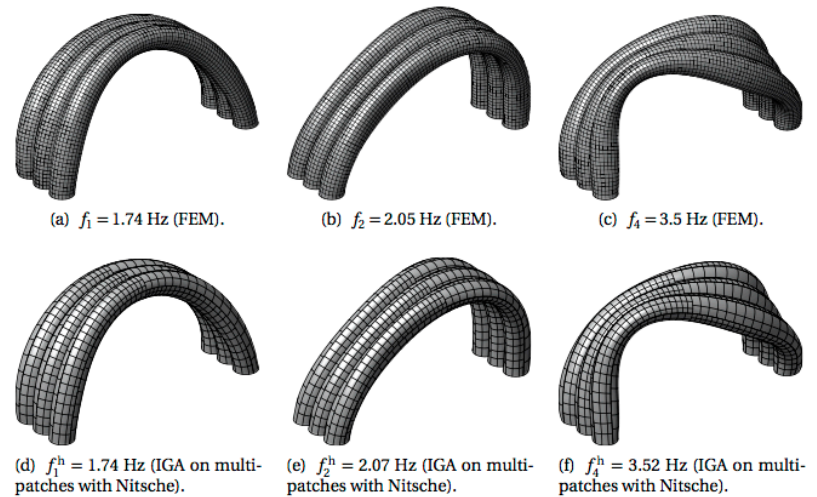 (a) f₁ = 1.74 Hz (FEM).
(b) f₂ = 2.05 Hz (FEM).
(c) f₄ = 3.5 Hz (FEM).
(d) f₁ʰ = 1.74 Hz (IGA on multi-
patches with Nitsche).
(e) f₂ʰ = 2.07 Hz (IGA on multi-
patches with Nitsche).
(f) f₄ʰ = 3.52 Hz (IGA on multi-
patches with Nitsche).